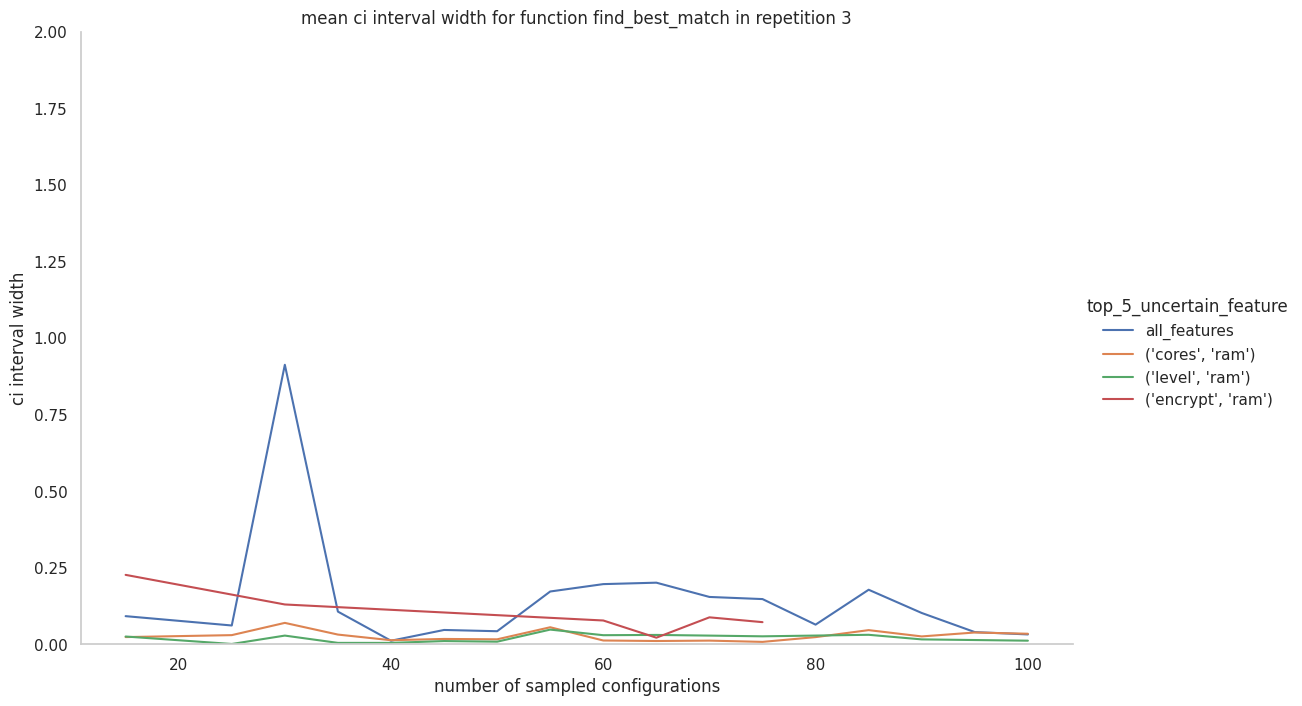 mean ci interval width for function find_best_match in repetition 3
2.00
1.75
1.50
1.25
1.00
0.75
0.50
0.25
0.00
ci interval width
20
40
60
80
100
number of sampled configurations
top_5_uncertain_feature
all_features
('cores', 'ram')
('level', 'ram')
('encrypt', 'ram')